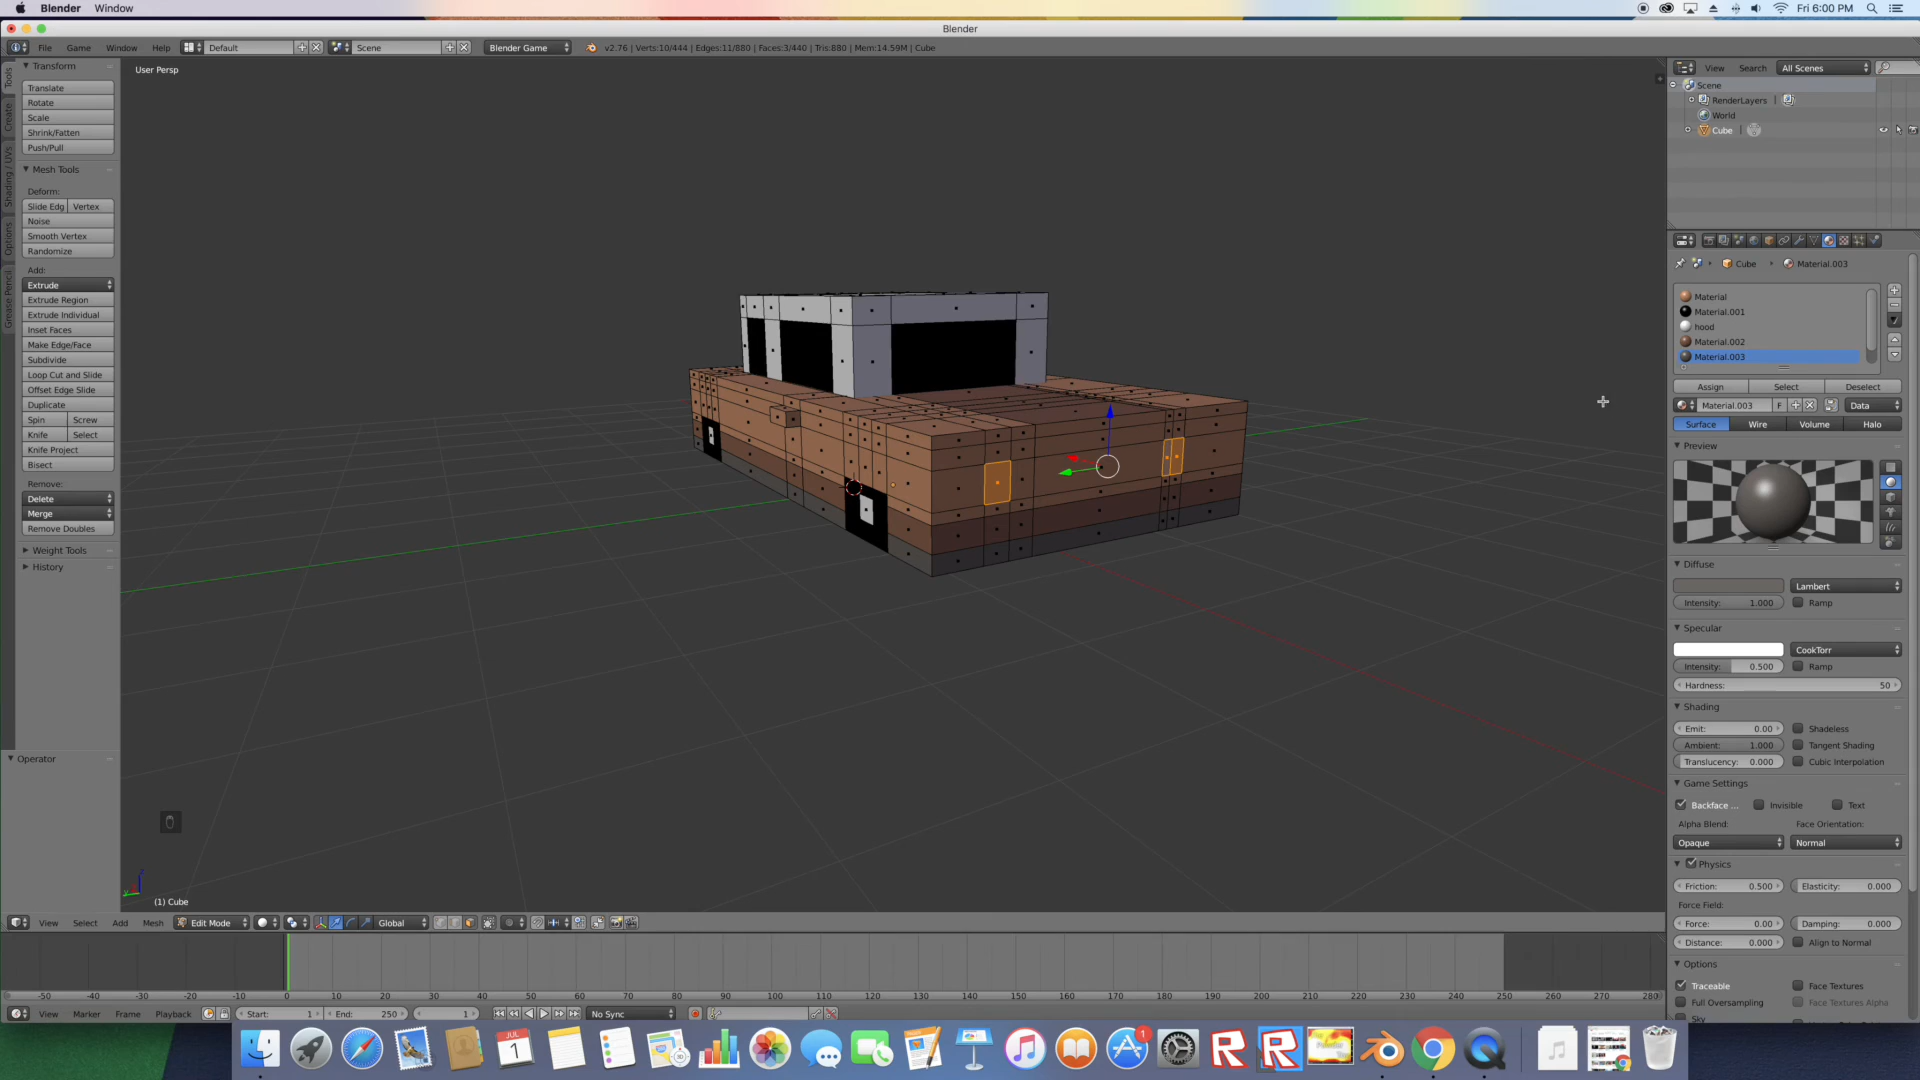 Blender Window Fri 6:00 PM
Blender
File Game Window Help Default Scene Blender Game v2.76 | Verts:10/444 | Edges:11/880 | Faces:3/440 | Tris:880 | Mem:14.59M | Cube
User Persp
Tools
Create
Shading / UVs
Options
Grease Pencil
Transform
Translate
Rotate
Scale
Shrink/Fatten
Push/Pull
Mesh Tools
Deform:
Slide Edg Vertex
Noise
Smooth Vertex
Randomize
Add:
Extrude
Extrude Region
Extrude Individual
Inset Faces
Make Edge/Face
Subdivide
Loop Cut and Slide
Offset Edge Slide
Duplicate
Spin Screw
Knife Select
Knife Project
Bisect
Remove:
Delete
Merge
Remove Doubles
Weight Tools
History
Operator
(1) Cube
View Search All Scenes
Scene
RenderLayers
World
Cube
Cube Material.003
Material
Material.001
hood
Material.002
Material.003
Assign Select Deselect
Material.003 F Data
Surface Wire Volume Halo
Preview
Diffuse
Lambert
Intensity: 1.000 Ramp
Specular
CookTorr
Intensity: 0.500 Ramp
Hardness: 50
Shading
Emit: 0.00 Shadeless
Ambient: 1.000 Tangent Shading
Translucency: 0.000 Cubic Interpolation
Game Settings
Backface ... Invisible Text
Alpha Blend: Face Orientation:
Opaque Normal
Physics
Friction: 0.500 Elasticity: 0.000
Force Field:
Force: 0.00 Damping: 0.000
Distance: 0.000 Align to Normal
Options
Traceable Face Textures
Full Oversampling Face Textures Alpha
Sky
View Select Add Mesh Edit Mode Global
-50 -40 -30 -20 -10 0 10 20 30 40 50 60 70 80 90 100 110 120 130 140 150 160 170 180 190 200 210 220 230 240 250 260 270 280
View Marker Frame Playback Start: 1 End: 250 1 No Sync
JUL
1
1